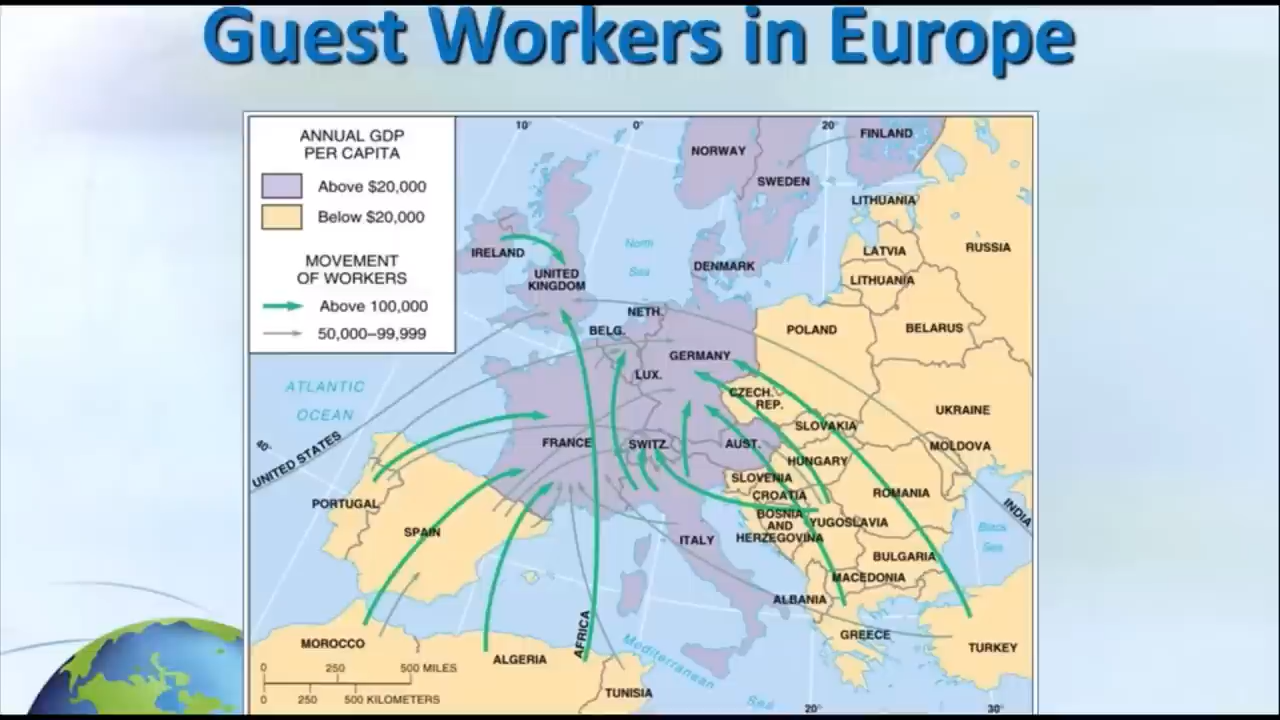 Guest Workers in Europe
ANNUAL GDP
PER CAPITA
Above $20,000
Below $20,000
MOVEMENT
OF WORKERS
Above 100,000
50,000–99,999
10°
0°
20°
FINLAND
NORWAY
SWEDEN
LITHUANIA
RUSSIA
North
Sea
IRELAND
LATVIA
DENMARK
UNITED
KINGDOM
LITHUANIA
NETH.
BELG.
POLAND
BELARUS
GERMANY
LUX.
ATLANTIC
OCEAN
CZECH.
REP.
UKRAINE
SLOVAKIA
40°
UNITED STATES
FRANCE
SWITZ.
AUST.
MOLDOVA
HUNGARY
SLOVENIA
PORTUGAL
CROATIA
ROMANIA
INDIA
BOSNIA
AND
HERZEGOVINA
YUGOSLAVIA
SPAIN
ITALY
Black
Sea
BULGARIA
MACEDONIA
ALBANIA
AFRICA
GREECE
MOROCCO
ALGERIA
Mediterranean
Sea
TURKEY
0 250 500 MILES
0 250 500 KILOMETERS
TUNISIA
20°
30°